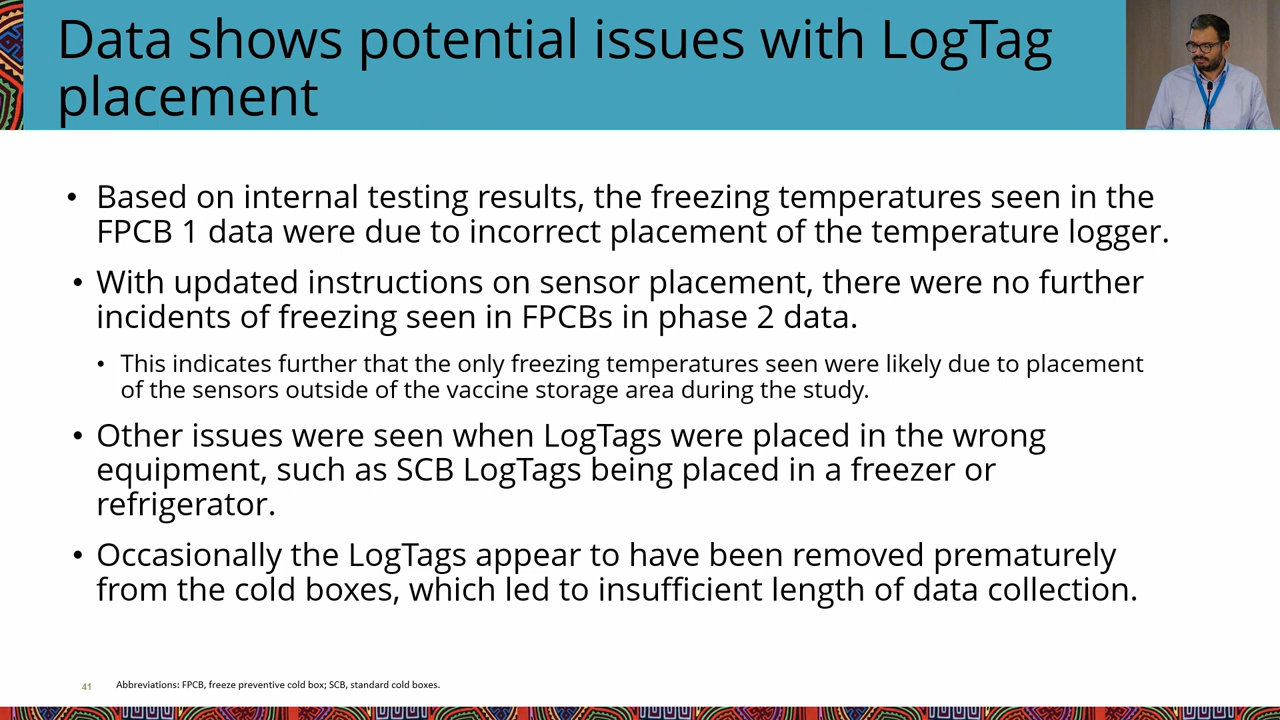 Data shows potential issues with LogTag
placement
• Based on internal testing results, the freezing temperatures seen in the
FPCB 1 data were due to incorrect placement of the temperature logger.
• With updated instructions on sensor placement, there were no further
incidents of freezing seen in FPCBs in phase 2 data.
• This indicates further that the only freezing temperatures seen were likely due to placement
of the sensors outside of the vaccine storage area during the study.
• Other issues were seen when LogTags were placed in the wrong
equipment, such as SCB LogTags being placed in a freezer or
refrigerator.
• Occasionally the LogTags appear to have been removed prematurely
from the cold boxes, which led to insufficient length of data collection.
41 Abbreviations: FPCB, freeze preventive cold box; SCB, standard cold boxes.